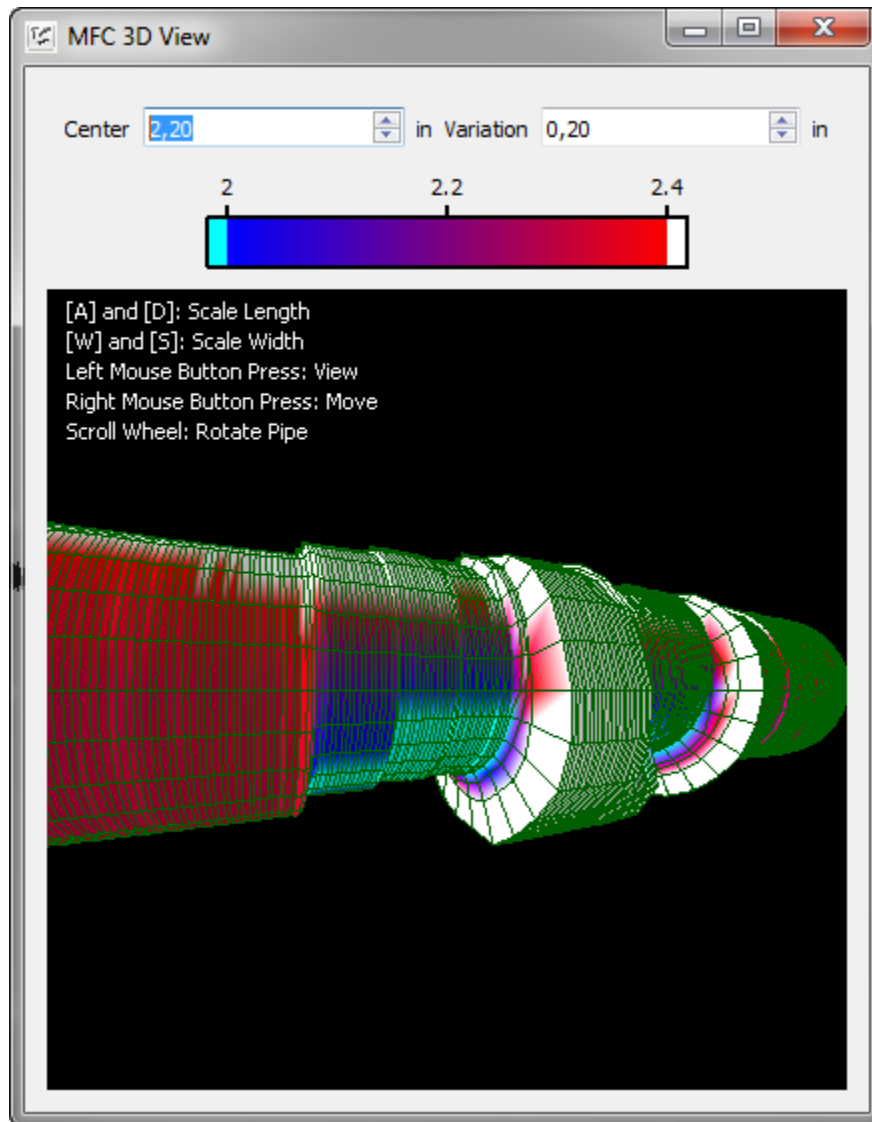 MFC 3D View
Center 2,20 in Variation 0,20 in
2 2.2 2.4
[A] and [D]: Scale Length
[W] and [S]: Scale Width
Left Mouse Button Press: View
Right Mouse Button Press: Move
Scroll Wheel: Rotate Pipe